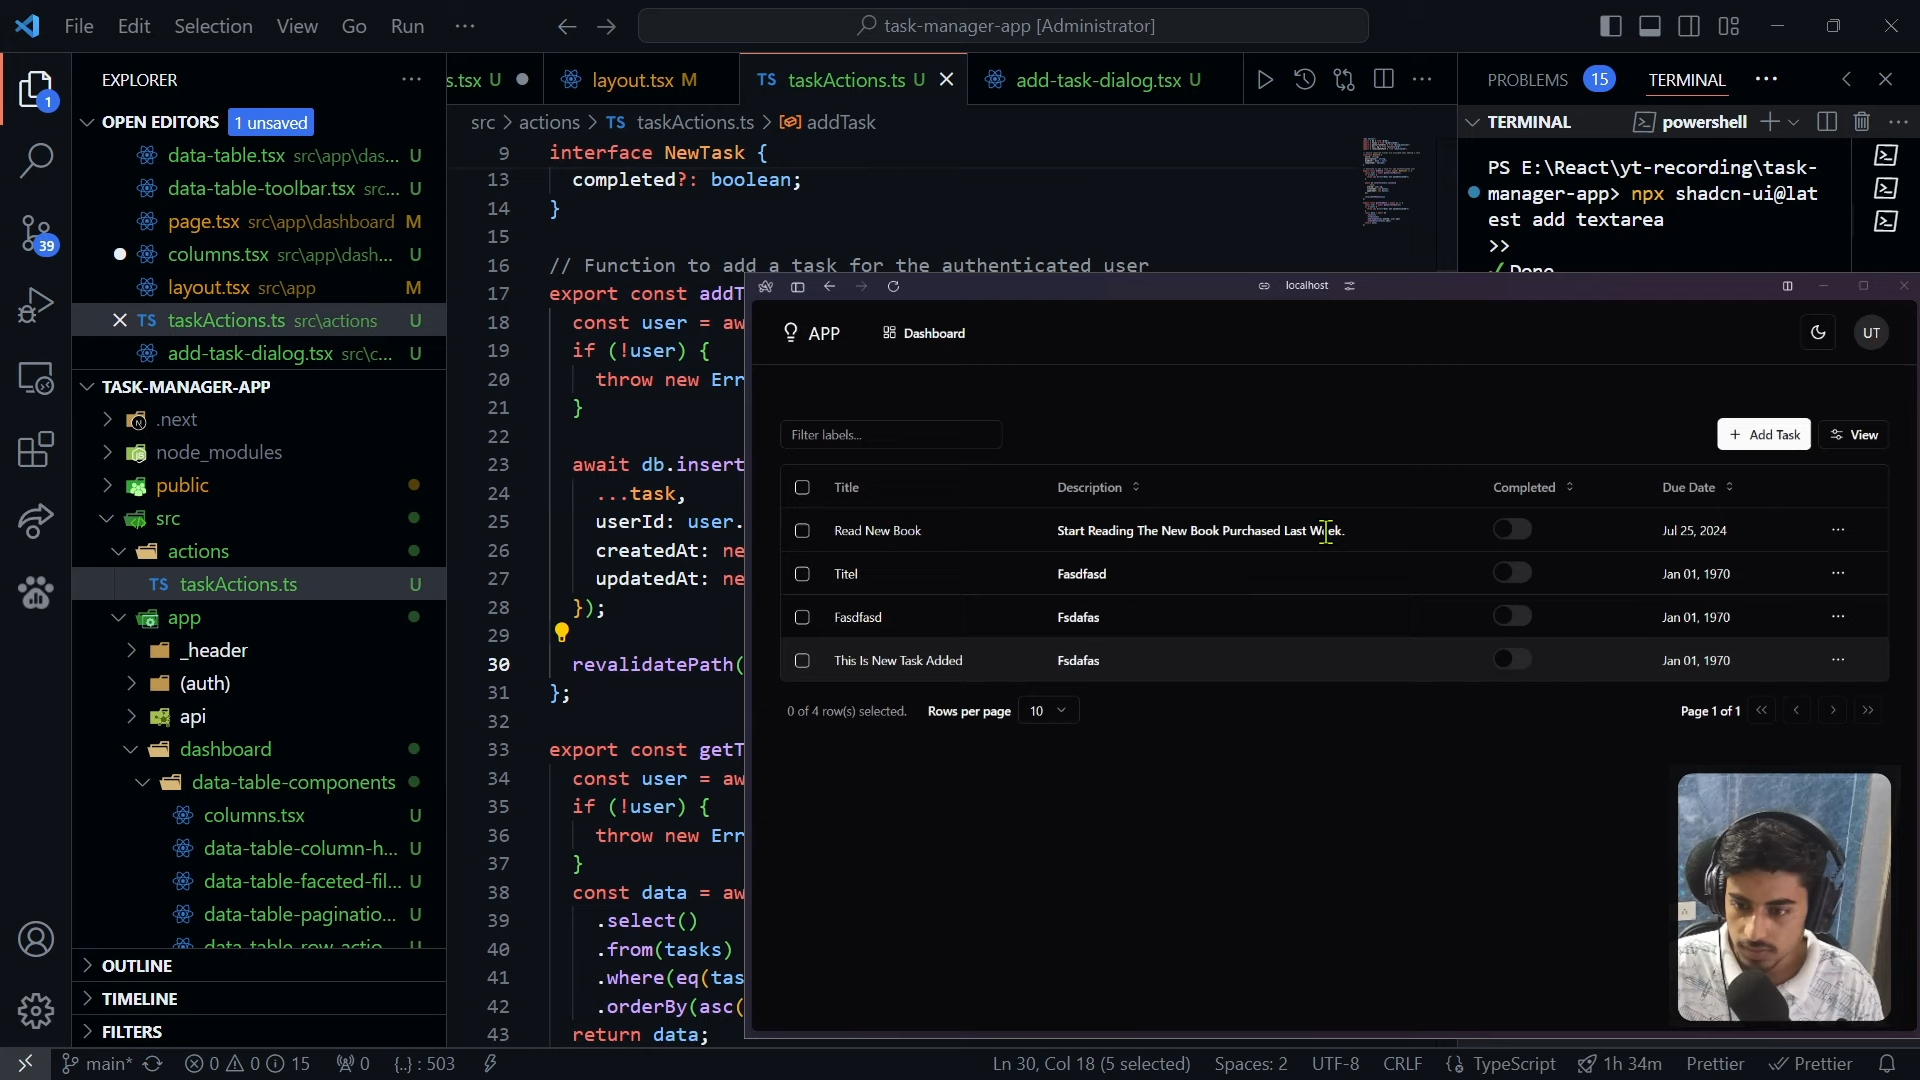 File Edit Selection View Go Run ···
task-manager-app [Administrator]
EXPLORER
OPEN EDITORS 1 unsaved
data-table.tsx src\app\das... U
data-table-toolbar.tsx src... U
page.tsx src\app\dashboard M
columns.tsx src\app\dash... U
layout.tsx src\app M
taskActions.ts src\actions U
add-task-dialog.tsx src\c... U
TASK-MANAGER-APP
.next
node_modules
public
src
actions
TS taskActions.ts U
app
_header
(auth)
api
dashboard
data-table-components
columns.tsx U
data-table-column-h... U
data-table-faceted-fil... U
data-table-paginatio... U
data-table-row-actio... U
OUTLINE
TIMELINE
FILTERS
1
39
s.tsx U
layout.tsx M
TS taskActions.ts U
add-task-dialog.tsx U
src > actions > TS taskActions.ts > addTask
9 interface NewTask {
13 completed?: boolean;
14 }
15
16 // Function to add a task for the authenticated user
17 export const addT
18 const user = aw
19 if (!user) {
20 throw new Err
21 }
22
23 await db.insert
24 ...task,
25 userId: user.
26 createdAt: ne
27 updatedAt: ne
28 });
29
30 revalidatePath(
31 };
32
33 export const getT
34 const user = aw
35 if (!user) {
36 throw new Err
37 }
38 const data = aw
39 .select()
40 .from(tasks)
41 .where(eq(tas
42 .orderBy(asc(
43 return data;
PROBLEMS 15 TERMINAL ···
TERMINAL powershell
PS E:\React\yt-recording\task-
manager-app> npx shadcn-ui@lat
est add textarea
>>
✓ Done.
localhost
APP Dashboard UT
Filter labels... + Add Task View
Title Description Completed Due Date
Read New Book Start Reading The New Book Purchased Last Week. Jul 25, 2024 ···
Titel Fasdfasd Jan 01, 1970 ···
Fasdfasd Fsdafas Jan 01, 1970 ···
This Is New Task Added Fsdafas Jan 01, 1970 ···
0 of 4 row(s) selected. Rows per page 10 Page 1 of 1
main* 0 0 15 0 {..} : 503
Ln 30, Col 18 (5 selected) Spaces: 2 UTF-8 CRLF {} TypeScript 1h 34m Prettier Prettier